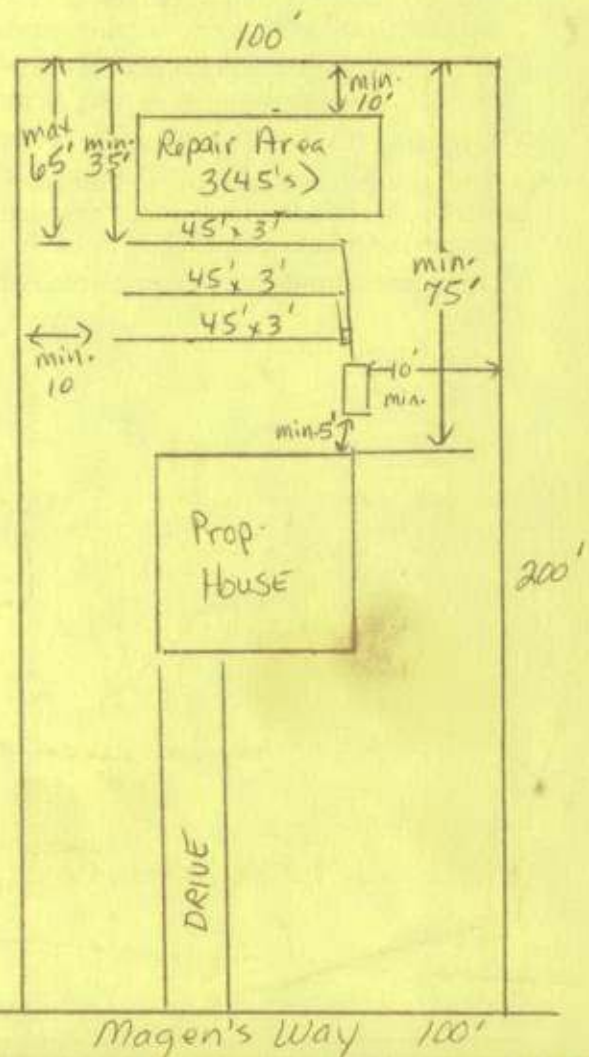 100'
min.
10'
max
65'
min.
35'
Repair Area
3(45's)
45' x 3'
45' x 3'
45' x 3'
min.
75'
min.
10
10'
min.
min. 5'
Prop.
HOUSE
200'
DRIVE
Magen's Way 100'